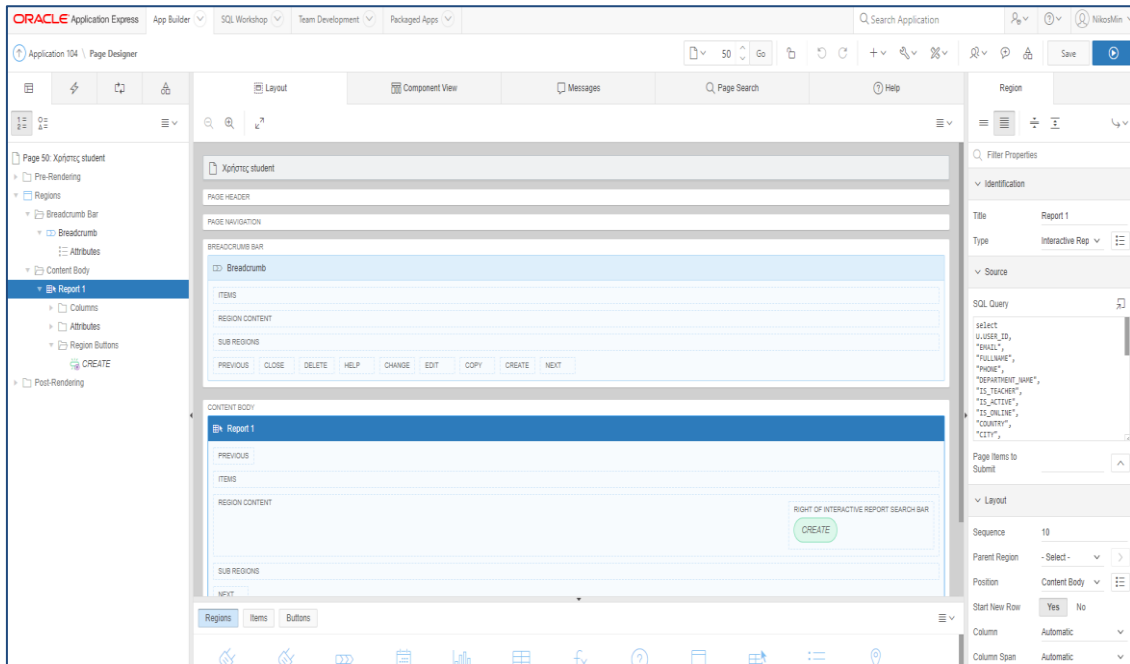 ORACLE Application Express App Builder SQL Workshop Team Development Packaged Apps Search Application NikosMin
Application 104 \ Page Designer 50 Go Save
Layout Component View Messages Page Search Help Region
Page 50: Χρήστες student
Pre-Rendering
Regions
Breadcrumb Bar
Breadcrumb
Attributes
Content Body
Report 1
Columns
Attributes
Region Buttons
CREATE
Post-Rendering
Χρήστες student
PAGE HEADER
PAGE NAVIGATION
BREADCRUMB BAR
Breadcrumb
ITEMS
REGION CONTENT
SUB REGIONS
PREVIOUS CLOSE DELETE HELP CHANGE EDIT COPY CREATE NEXT
CONTENT BODY
Report 1
PREVIOUS
ITEMS
REGION CONTENT
RIGHT OF INTERACTIVE REPORT SEARCH BAR
CREATE
SUB REGIONS
NEXT
Regions Items Buttons
Filter Properties
Identification
Title Report 1
Type Interactive Rep
Source
SQL Query
select
U.USER_ID,
"EMAIL",
"FULLNAME",
"PHONE",
"DEPARTMENT_NAME",
"IS_TEACHER",
"IS_ACTIVE",
"IS_ONLINE",
"COUNTRY",
"CITY",
Page Items to
Submit
Layout
Sequence 10
Parent Region - Select -
Position Content Body
Start New Row Yes No
Column Automatic
Column Span Automatic